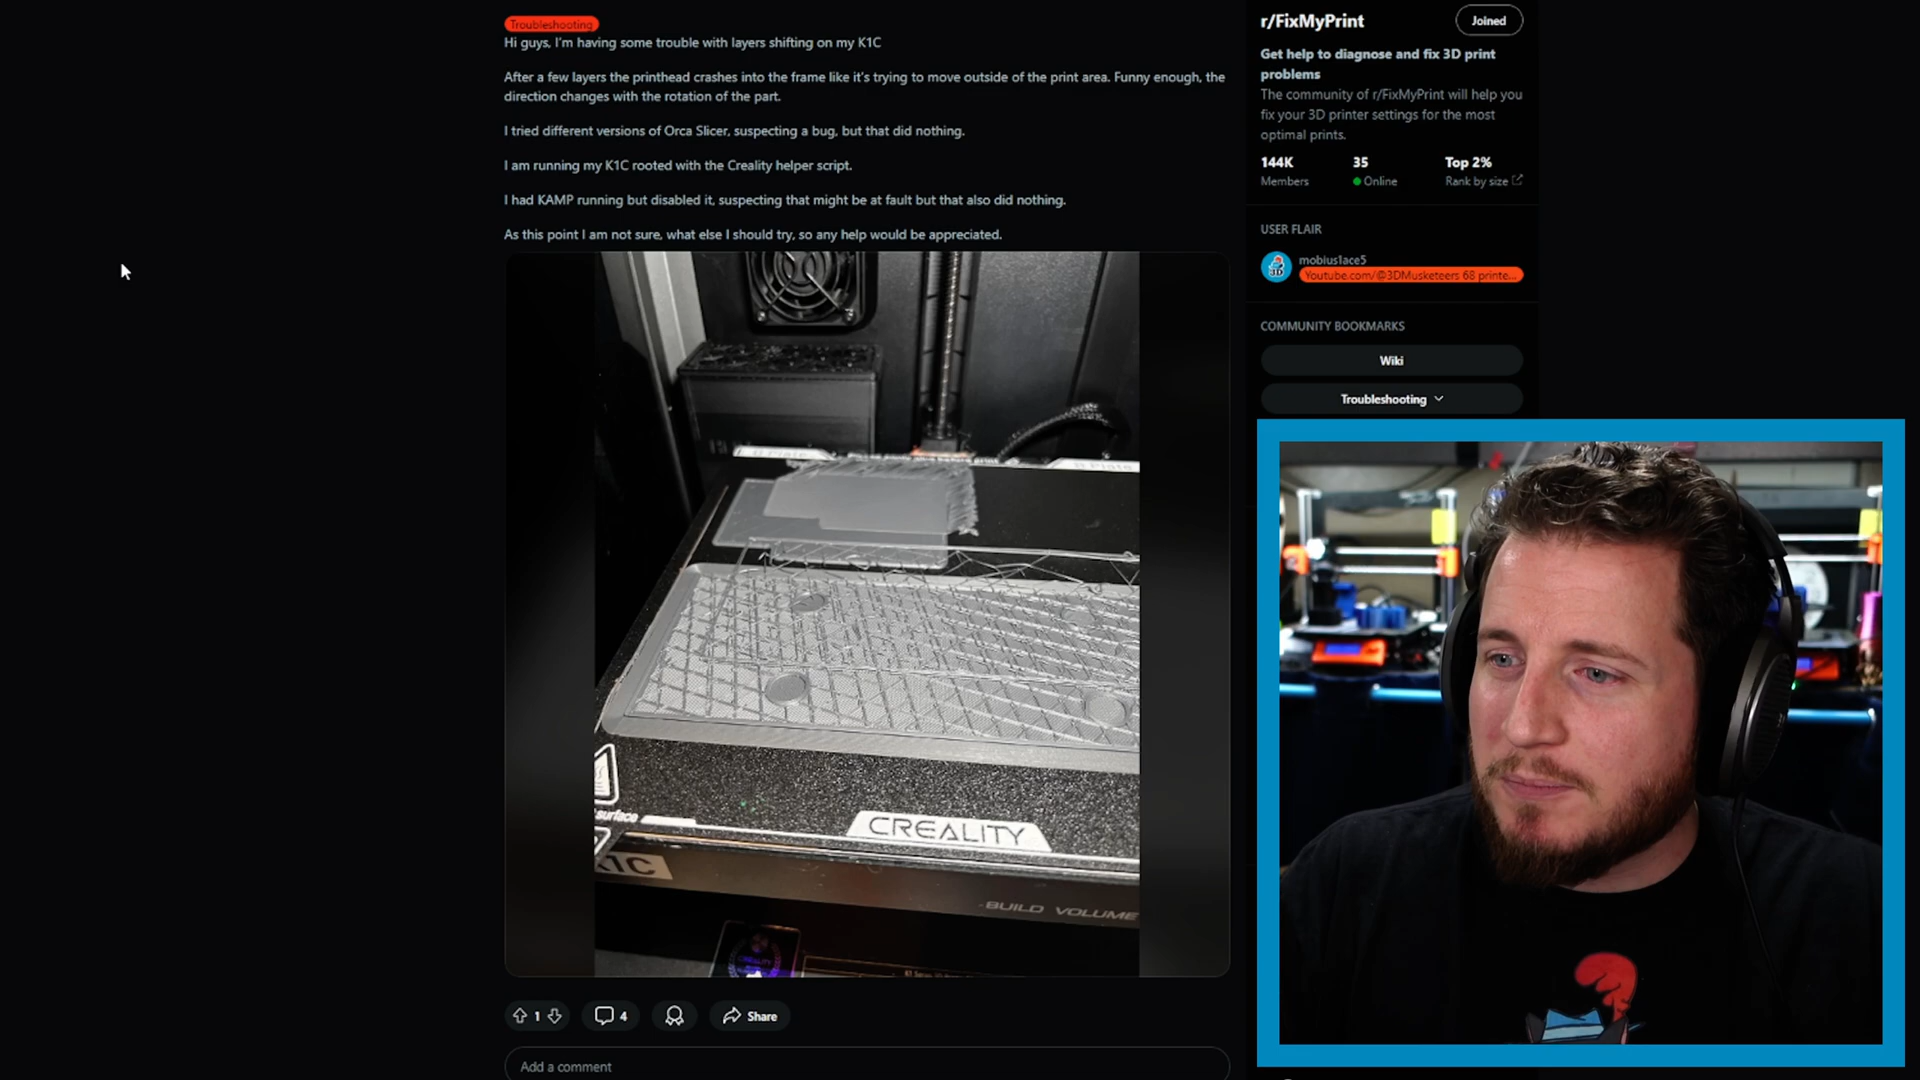 Troubleshooting
Hi guys, I'm having some trouble with layers shifting on my K1C
After a few layers the printhead crashes into the frame like it's trying to move outside of the print area. Funny enough, the
direction changes with the rotation of the part.
I tried different versions of Orca Slicer, suspecting a bug, but that did nothing.
I am running my K1C rooted with the Creality helper script.
I had KAMP running but disabled it, suspecting that might be at fault but that also did nothing.
As this point I am not sure, what else I should try, so any help would be appreciated.
surface
CREALITY
K1C
BUILD VOLUME
1
4
Share
Add a comment
r/FixMyPrint
Joined
Get help to diagnose and fix 3D print
problems
The community of r/FixMyPrint will help you
fix your 3D printer settings for the most
optimal prints.
144K
35
Top 2%
Members
Online
Rank by size
USER FLAIR
mobius1ace5
Youtube.com/@3DMusketeers 68 printe...
COMMUNITY BOOKMARKS
Wiki
Troubleshooting